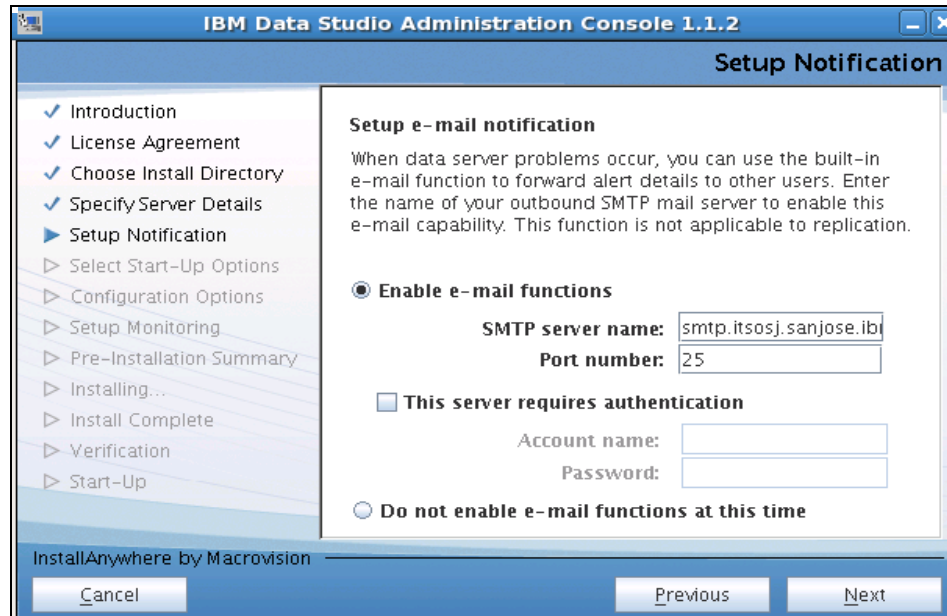 IBM Data Studio Administration Console 1.1.2
Setup Notification
Introduction
License Agreement
Choose Install Directory
Specify Server Details
Setup Notification
Select Start-Up Options
Configuration Options
Setup Monitoring
Pre-Installation Summary
Installing...
Install Complete
Verification
Start-Up
Setup e-mail notification
When data server problems occur, you can use the built-in
e-mail function to forward alert details to other users. Enter
the name of your outbound SMTP mail server to enable this
e-mail capability. This function is not applicable to replication.
Enable e-mail functions
SMTP server name: smtp.itsosj.sanjose.ib
Port number: 25
This server requires authentication
Account name:
Password:
Do not enable e-mail functions at this time
InstallAnywhere by Macrovision
Cancel
Previous
Next